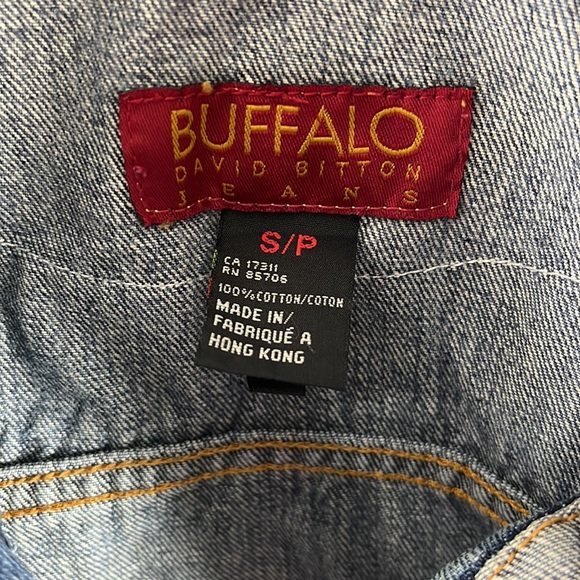 BUFFALO
DAVID BITTON
JEANS
S/P
CA 17311
RN 85706
100% COTTON/COTON
MADE IN/
FABRIQUÉ A
HONG KONG